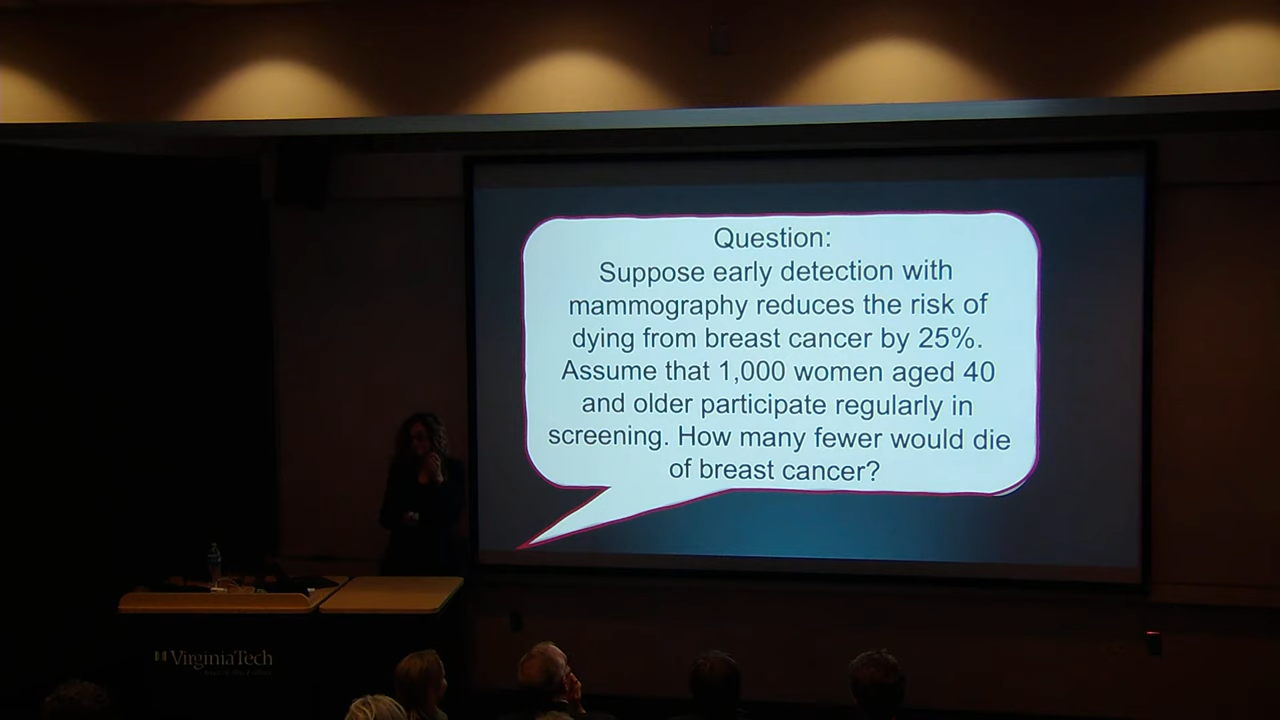 Question:
Suppose early detection with
mammography reduces the risk of
dying from breast cancer by 25%.
Assume that 1,000 women aged 40
and older participate regularly in
screening. How many fewer would die
of breast cancer?
VirginiaTech